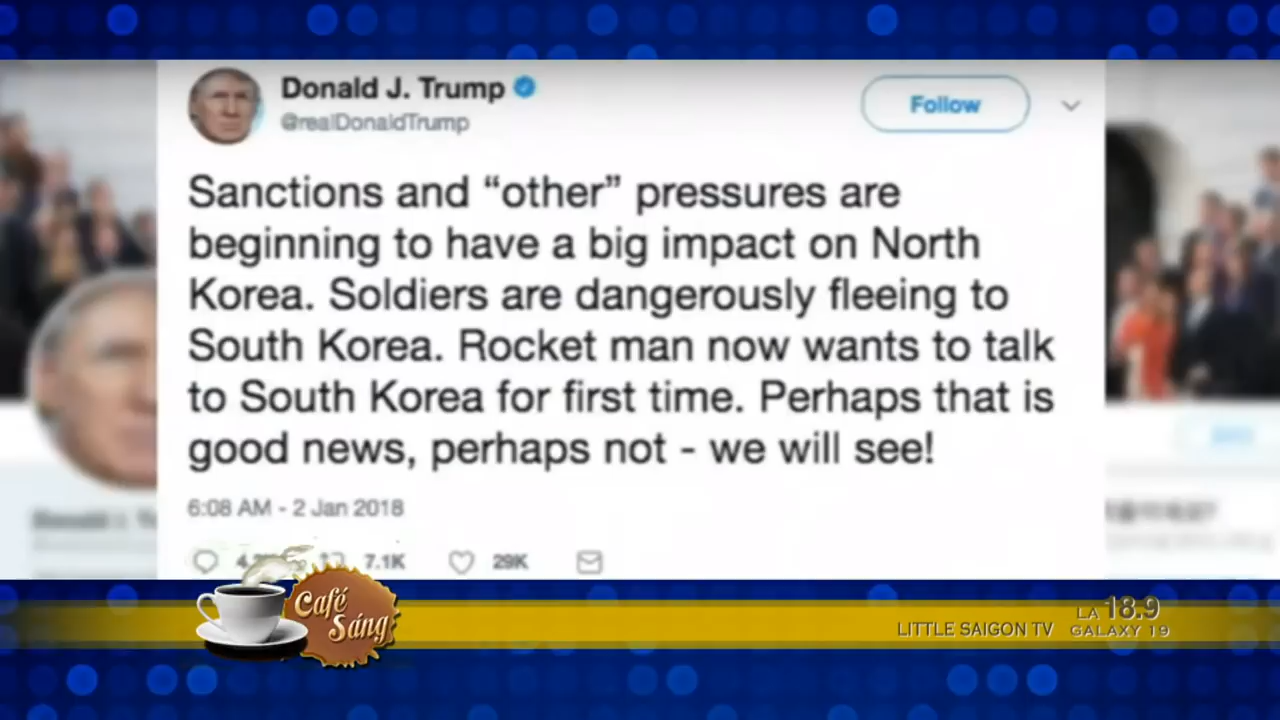 Donald J. Trump
@realDonaldTrump
Follow
Sanctions and “other” pressures are
beginning to have a big impact on North
Korea. Soldiers are dangerously fleeing to
South Korea. Rocket man now wants to talk
to South Korea for first time. Perhaps that is
good news, perhaps not - we will see!
6:08 AM - 2 Jan 2018
7.1K 29K
Café
Sáng
LA 18.9
LITTLE SAIGON TV GALAXY 19